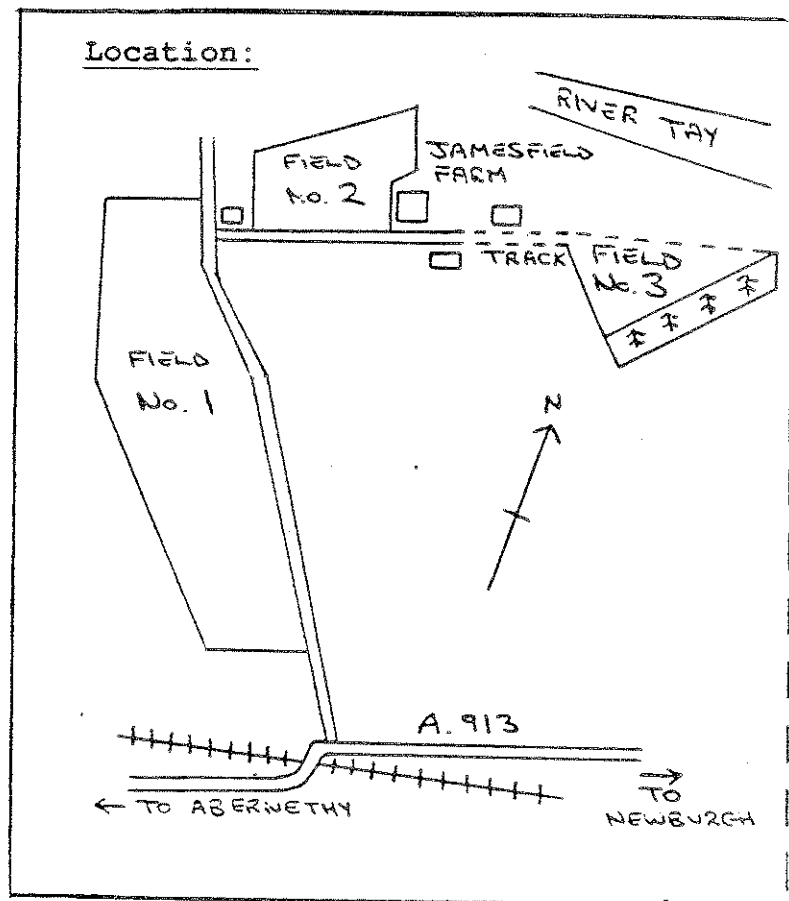 Location:
RIVER TAY
FIELD
No. 2
JAMESFIELD
FARM
TRACK
FIELD
No. 3
FIELD
No. 1
N
A. 913
← TO ABERNETHY
→
TO
NEWBURGH